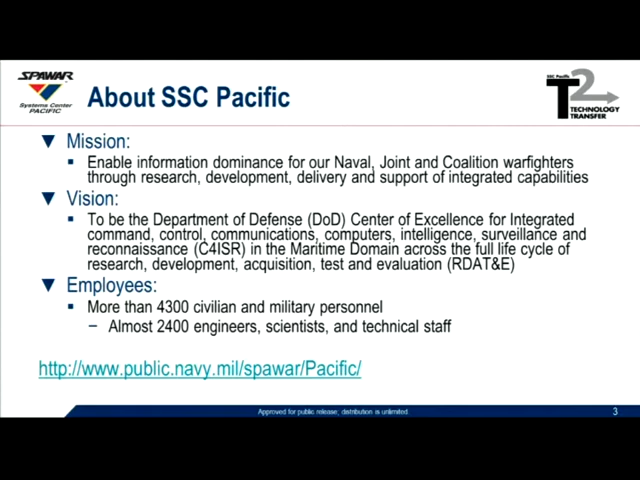 SPAWAR
Systems Center
PACIFIC
About SSC Pacific
SSC Pacific
T2
TECHNOLOGY
TRANSFER
▼ Mission:
▪ Enable information dominance for our Naval, Joint and Coalition warfighters
through research, development, delivery and support of integrated capabilities
▼ Vision:
▪ To be the Department of Defense (DoD) Center of Excellence for Integrated
command, control, communications, computers, intelligence, surveillance and
reconnaissance (C4ISR) in the Maritime Domain across the full life cycle of
research, development, acquisition, test and evaluation (RDAT&E)
▼ Employees:
▪ More than 4300 civilian and military personnel
– Almost 2400 engineers, scientists, and technical staff
http://www.public.navy.mil/spawar/Pacific/
Approved for public release; distribution is unlimited.
3